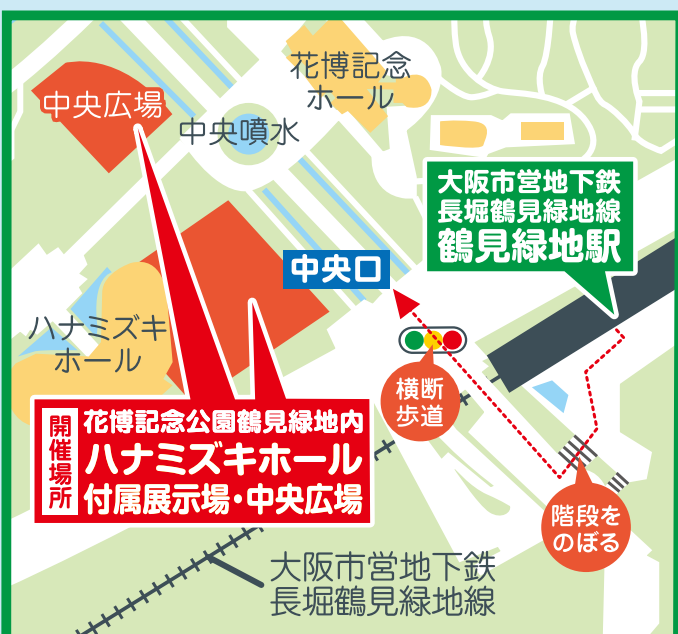 花博記念
ホール
中央広場
中央噴水
大阪市営地下鉄
長堀鶴見緑地線
鶴見緑地駅
中央口
ハナミズキ
ホール
横断
歩道
開催場所
花博記念公園鶴見緑地内
ハナミズキホール
付属展示場・中央広場
階段を
のぼる
大阪市営地下鉄
長堀鶴見緑地線